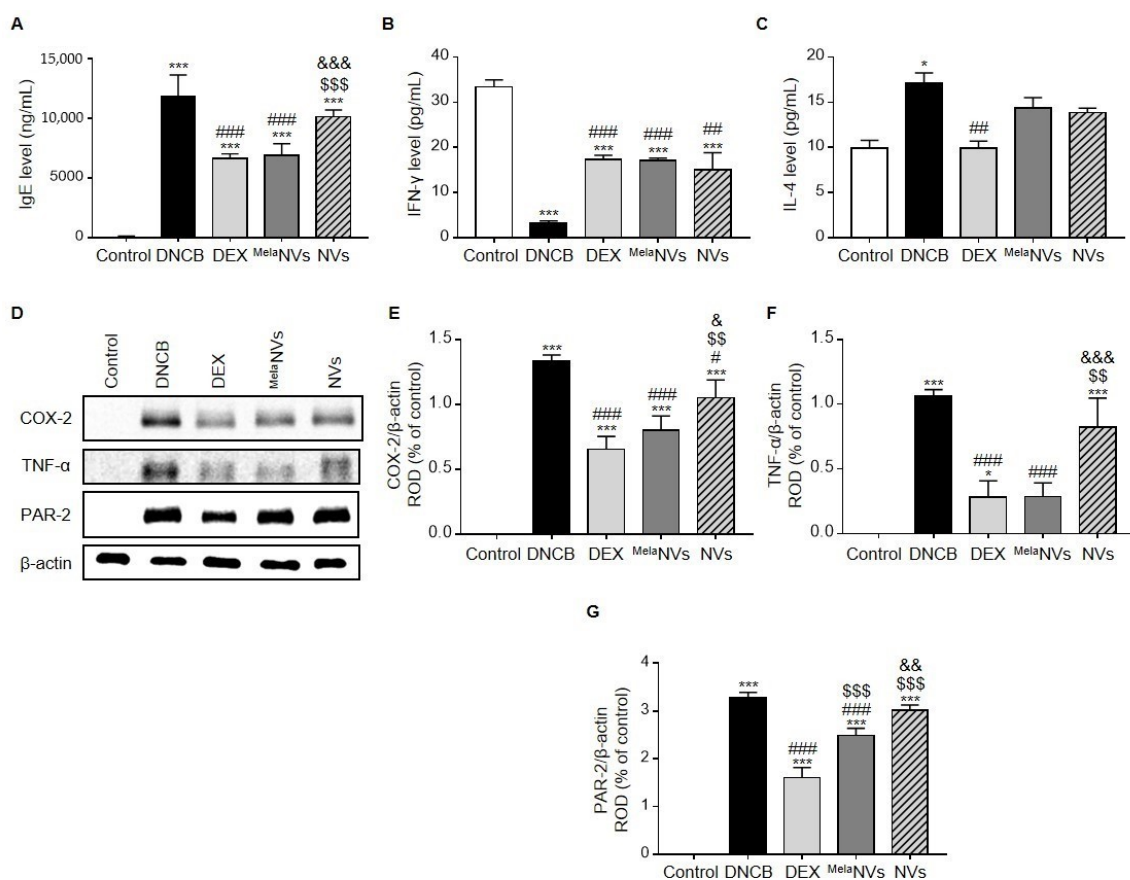 A
IgE level (ng/mL)
15,000
10,000
5000
0
***
###
***
###
***
&&&
$$$
***
Control DNCB DEX MelaNVs NVs
B
IFN-γ level (pg/mL)
40
30
20
10
0
***
###
***
###
***
##
***
Control DNCB DEX MelaNVs NVs
C
IL-4 level (pg/mL)
20
15
10
5
0
*
##
Control DNCB DEX MelaNVs NVs
D
Control
DNCB
DEX
MelaNVs
NVs
COX-2
TNF-α
PAR-2
β-actin
E
COX-2/β-actin
ROD (% of control)
1.5
1.0
0.5
0.0
***
###
***
###
***
&
$$
#
***
Control DNCB DEX MelaNVs NVs
F
TNF-α/β-actin
ROD (% of control)
1.5
1.0
0.5
0.0
***
###
*
###
&&&
$$
***
Control DNCB DEX MelaNVs NVs
G
PAR-2/β-actin
ROD (% of control)
4
3
2
1
0
***
###
***
$$$
###
***
&&
$$$
***
Control DNCB DEX MelaNVs NVs